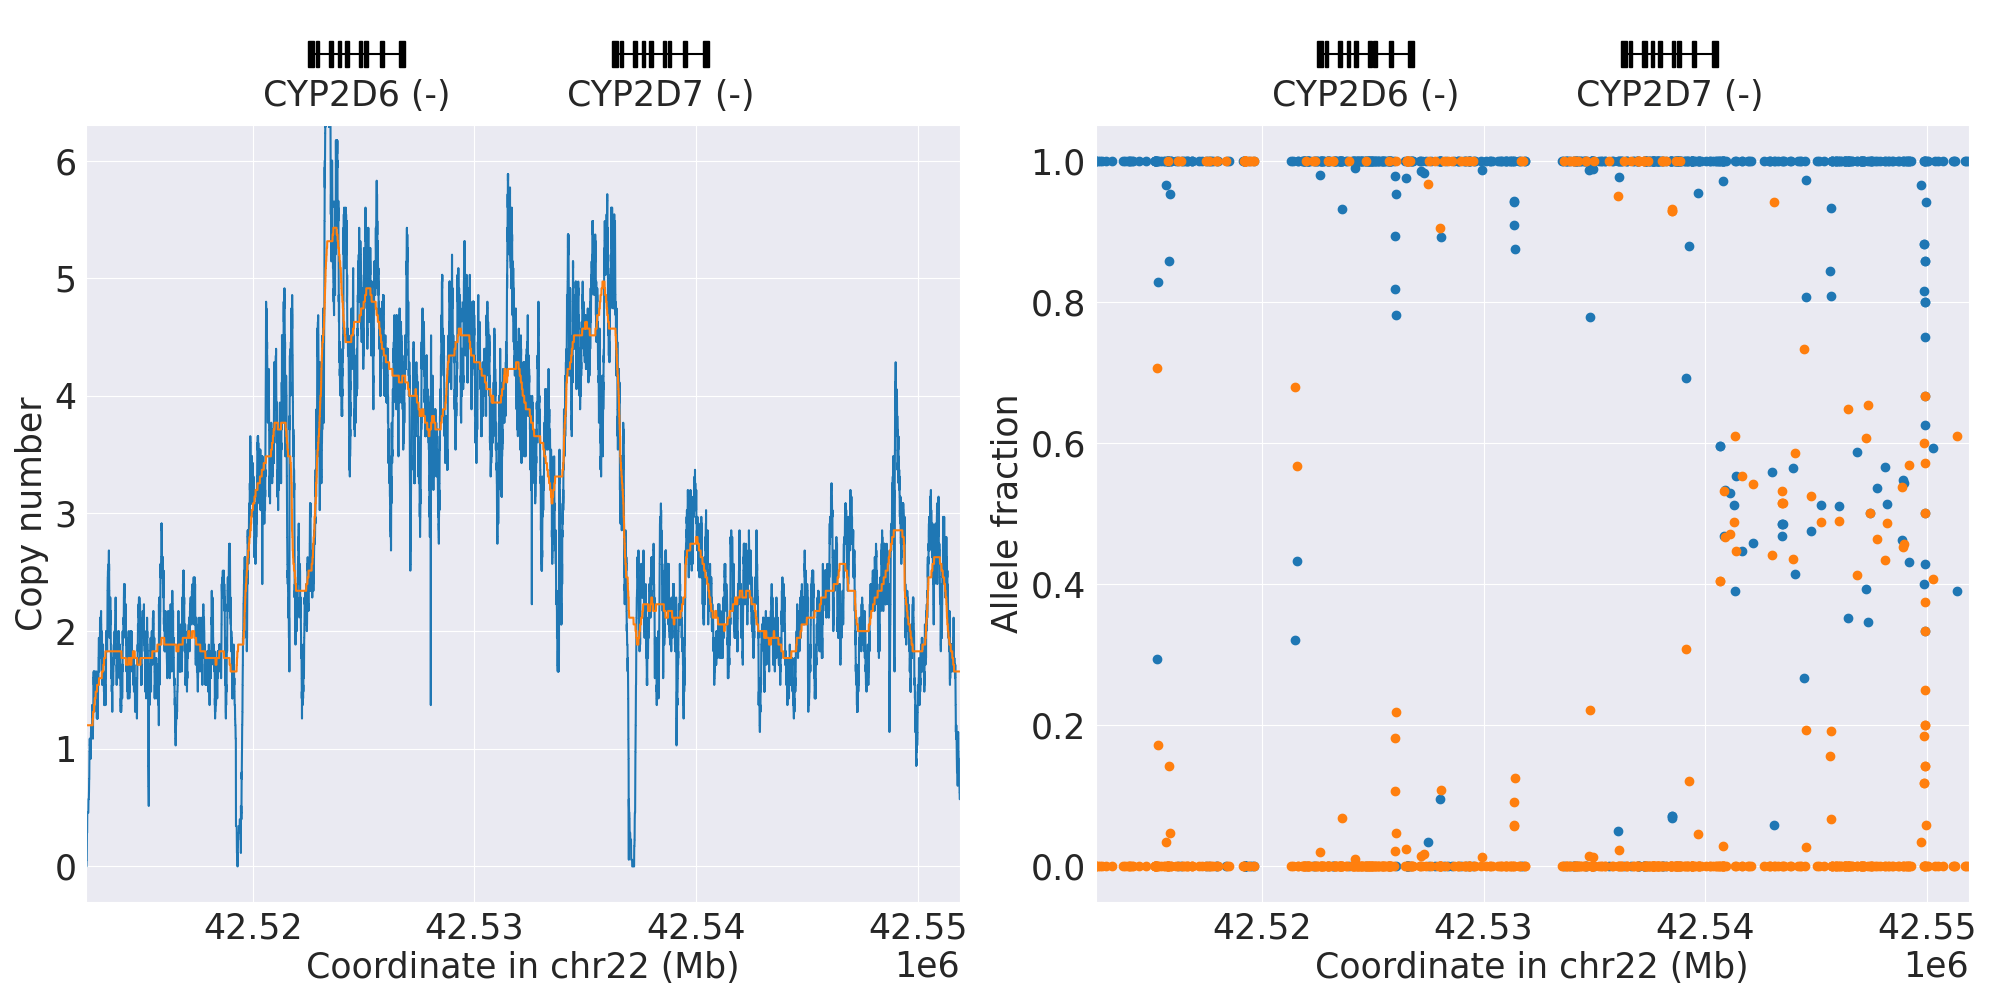 CYP2D6 (-)
CYP2D7 (-)
6
5
4
3
2
1
0
Copy number
42.52
42.53
42.54
42.55
Coordinate in chr22 (Mb)
1e6
CYP2D6 (-)
CYP2D7 (-)
1.0
0.8
0.6
0.4
0.2
0.0
Allele fraction
42.52
42.53
42.54
42.55
Coordinate in chr22 (Mb)
1e6